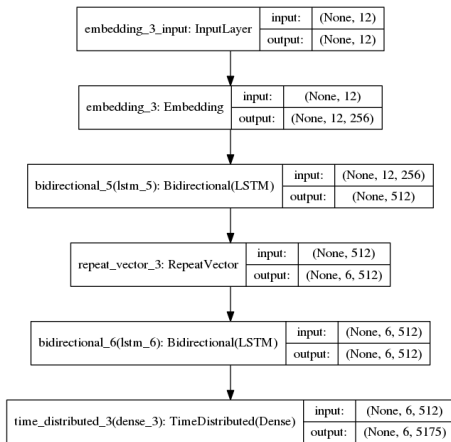 embedding_3_input: InputLayer
input: (None, 12)
output: (None, 12)
embedding_3: Embedding
input: (None, 12)
output: (None, 12, 256)
bidirectional_5(lstm_5): Bidirectional(LSTM)
input: (None, 12, 256)
output: (None, 512)
repeat_vector_3: RepeatVector
input: (None, 512)
output: (None, 6, 512)
bidirectional_6(lstm_6): Bidirectional(LSTM)
input: (None, 6, 512)
output: (None, 6, 512)
time_distributed_3(dense_3): TimeDistributed(Dense)
input: (None, 6, 512)
output: (None, 6, 5175)